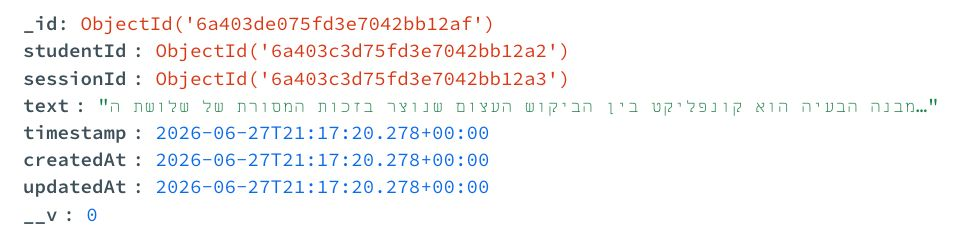 _id: ObjectId('6a403de075fd3e7042bb12af')
studentId : ObjectId('6a403c3d75fd3e7042bb12a2')
sessionId : ObjectId('6a403c3d75fd3e7042bb12a3')
text : "מבנה הבעיה הוא קונפליקט בין הביקוש העצום שנוצר בזכות המסורת של שלושת ה…"
timestamp : 2026-06-27T21:17:20.278+00:00
createdAt : 2026-06-27T21:17:20.278+00:00
updatedAt : 2026-06-27T21:17:20.278+00:00
__v : 0